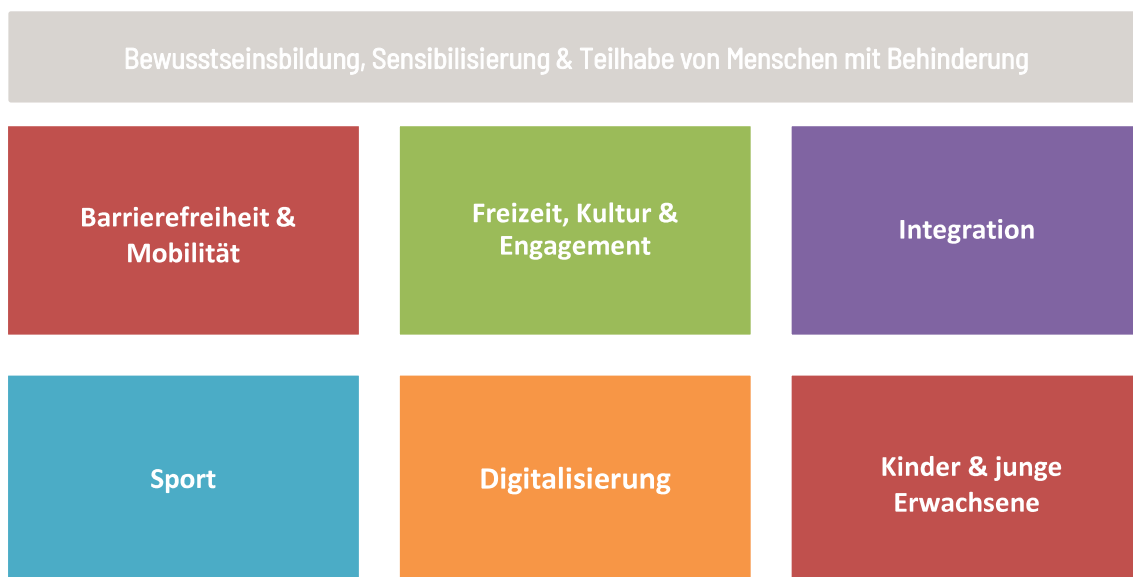 Bewusstseinsbildung, Sensibilisierung & Teilhabe von Menschen mit Behinderung
Barrierefreiheit &
Mobilität
Freizeit, Kultur &
Engagement
Integration
Sport
Digitalisierung
Kinder & junge
Erwachsene